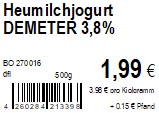 Heumilchjogurt
DEMETER 3,8%
BO 270016
dfl 500g
1,99 €
3.98 € pro Kilogramm
+ 0.15 € Pfand
4 260284 213398